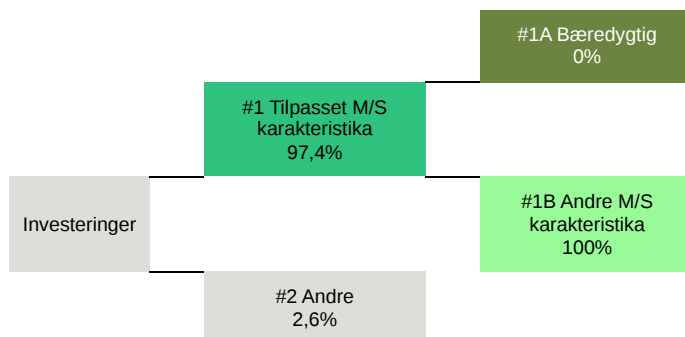 #1A Bæredygtig
0%
#1 Tilpasset M/S
karakteristika
97,4%
Investeringer
#1B Andre M/S
karakteristika
100%
#2 Andre
2,6%